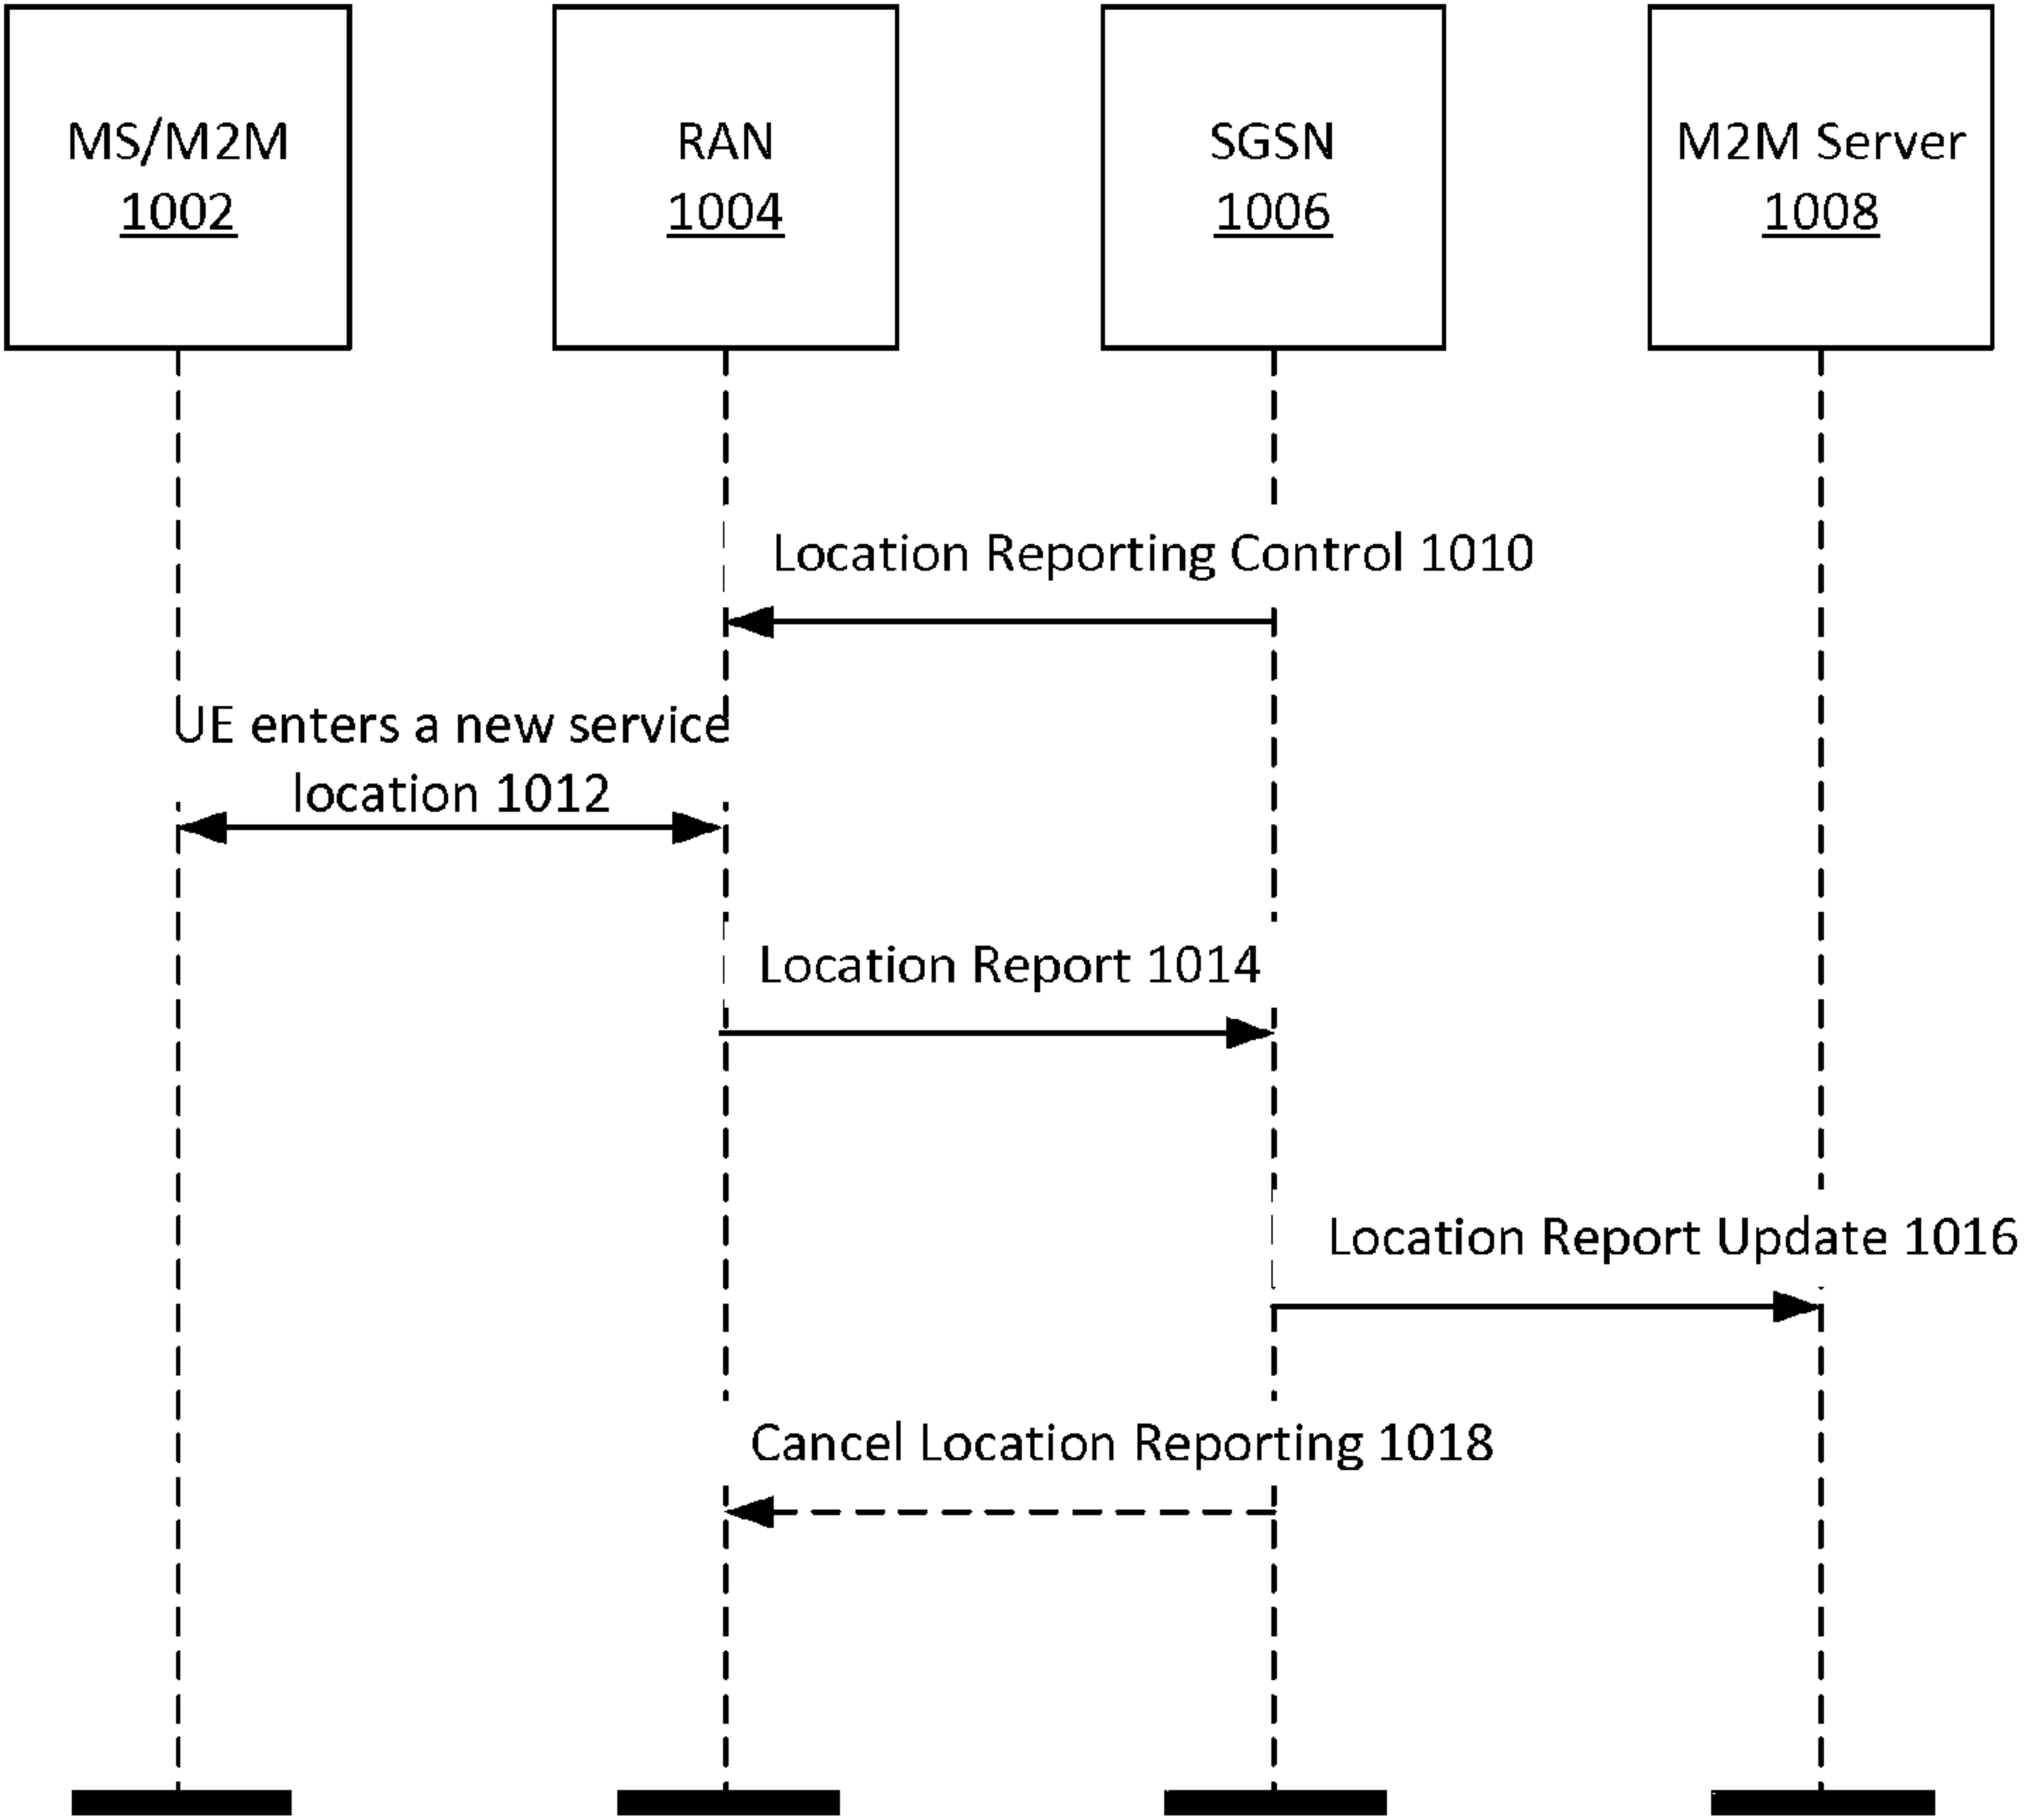 MS/M2M
1002
RAN
1004
SGSN
1006
M2M Server
1008
Location Reporting Control 1010
UE enters a new service
location 1012
Location Report 1014
Location Report Update 1016
Cancel Location Reporting 1018